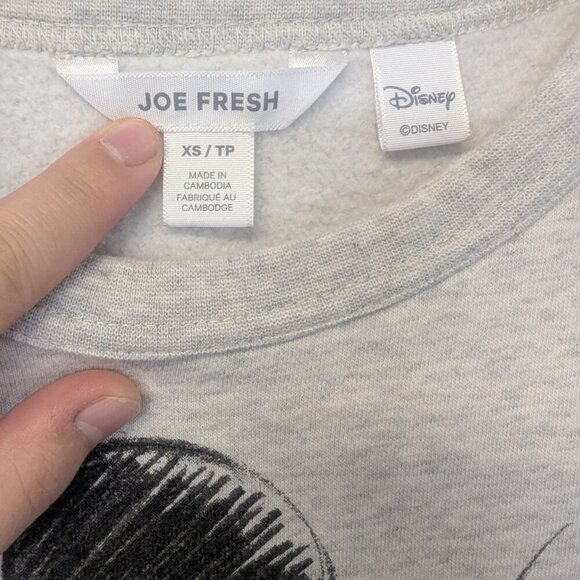 JOE FRESH
XS / TP
MADE IN
CAMBODIA
FABRIQUÉ AU
CAMBODGE
Disney
©DISNEY